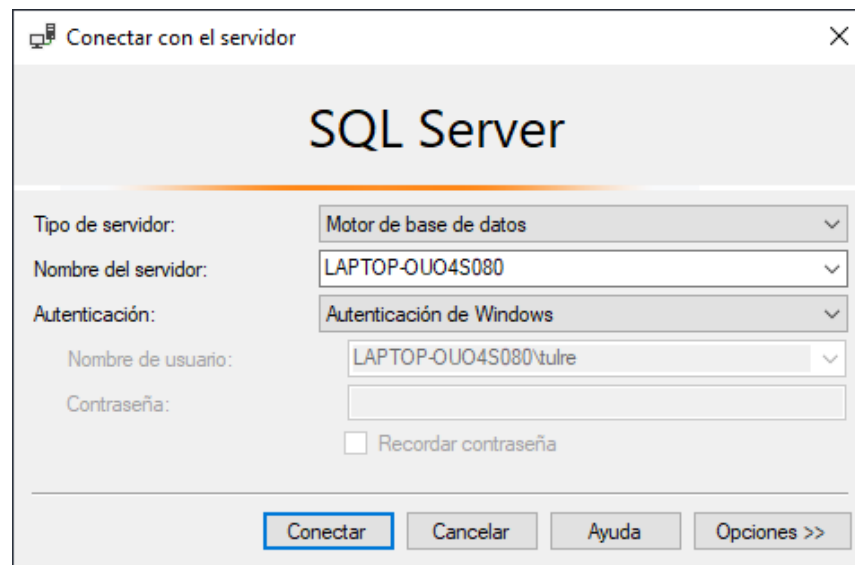 Conectar con el servidor
SQL Server
Tipo de servidor: Motor de base de datos
Nombre del servidor: LAPTOP-OUO4S080
Autenticación: Autenticación de Windows
Nombre de usuario: LAPTOP-OUO4S080\tulre
Contraseña:
Recordar contraseña
Conectar Cancelar Ayuda Opciones >>